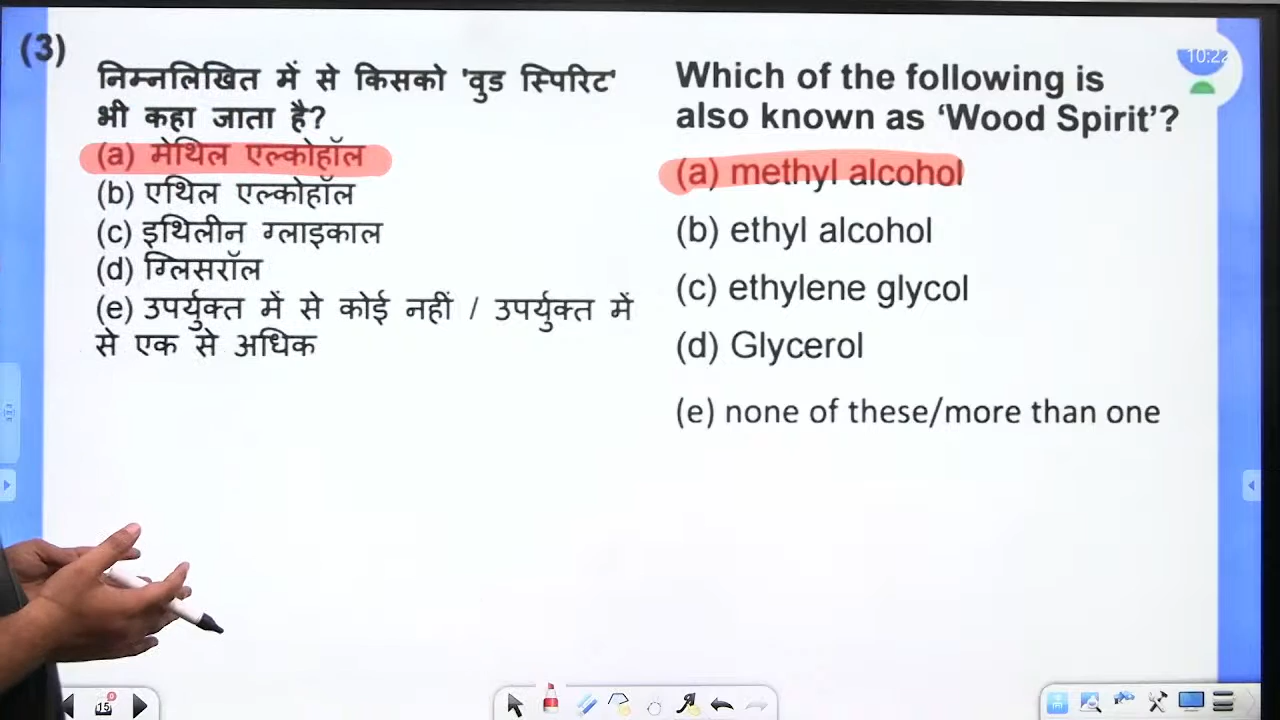 (3)
निम्नलिखित में से किसको 'वुड स्पिरिट'
भी कहा जाता है?
(a) मेथिल एल्कोहॉल
(b) एथिल एल्कोहॉल
(c) इथिलीन ग्लाइकाल
(d) ग्लिसरॉल
(e) उपर्युक्त में से कोई नहीं / उपर्युक्त में
से एक से अधिक
Which of the following is
also known as ‘Wood Spirit’?
(a) methyl alcohol
(b) ethyl alcohol
(c) ethylene glycol
(d) Glycerol
(e) none of these/more than one
10:22
15